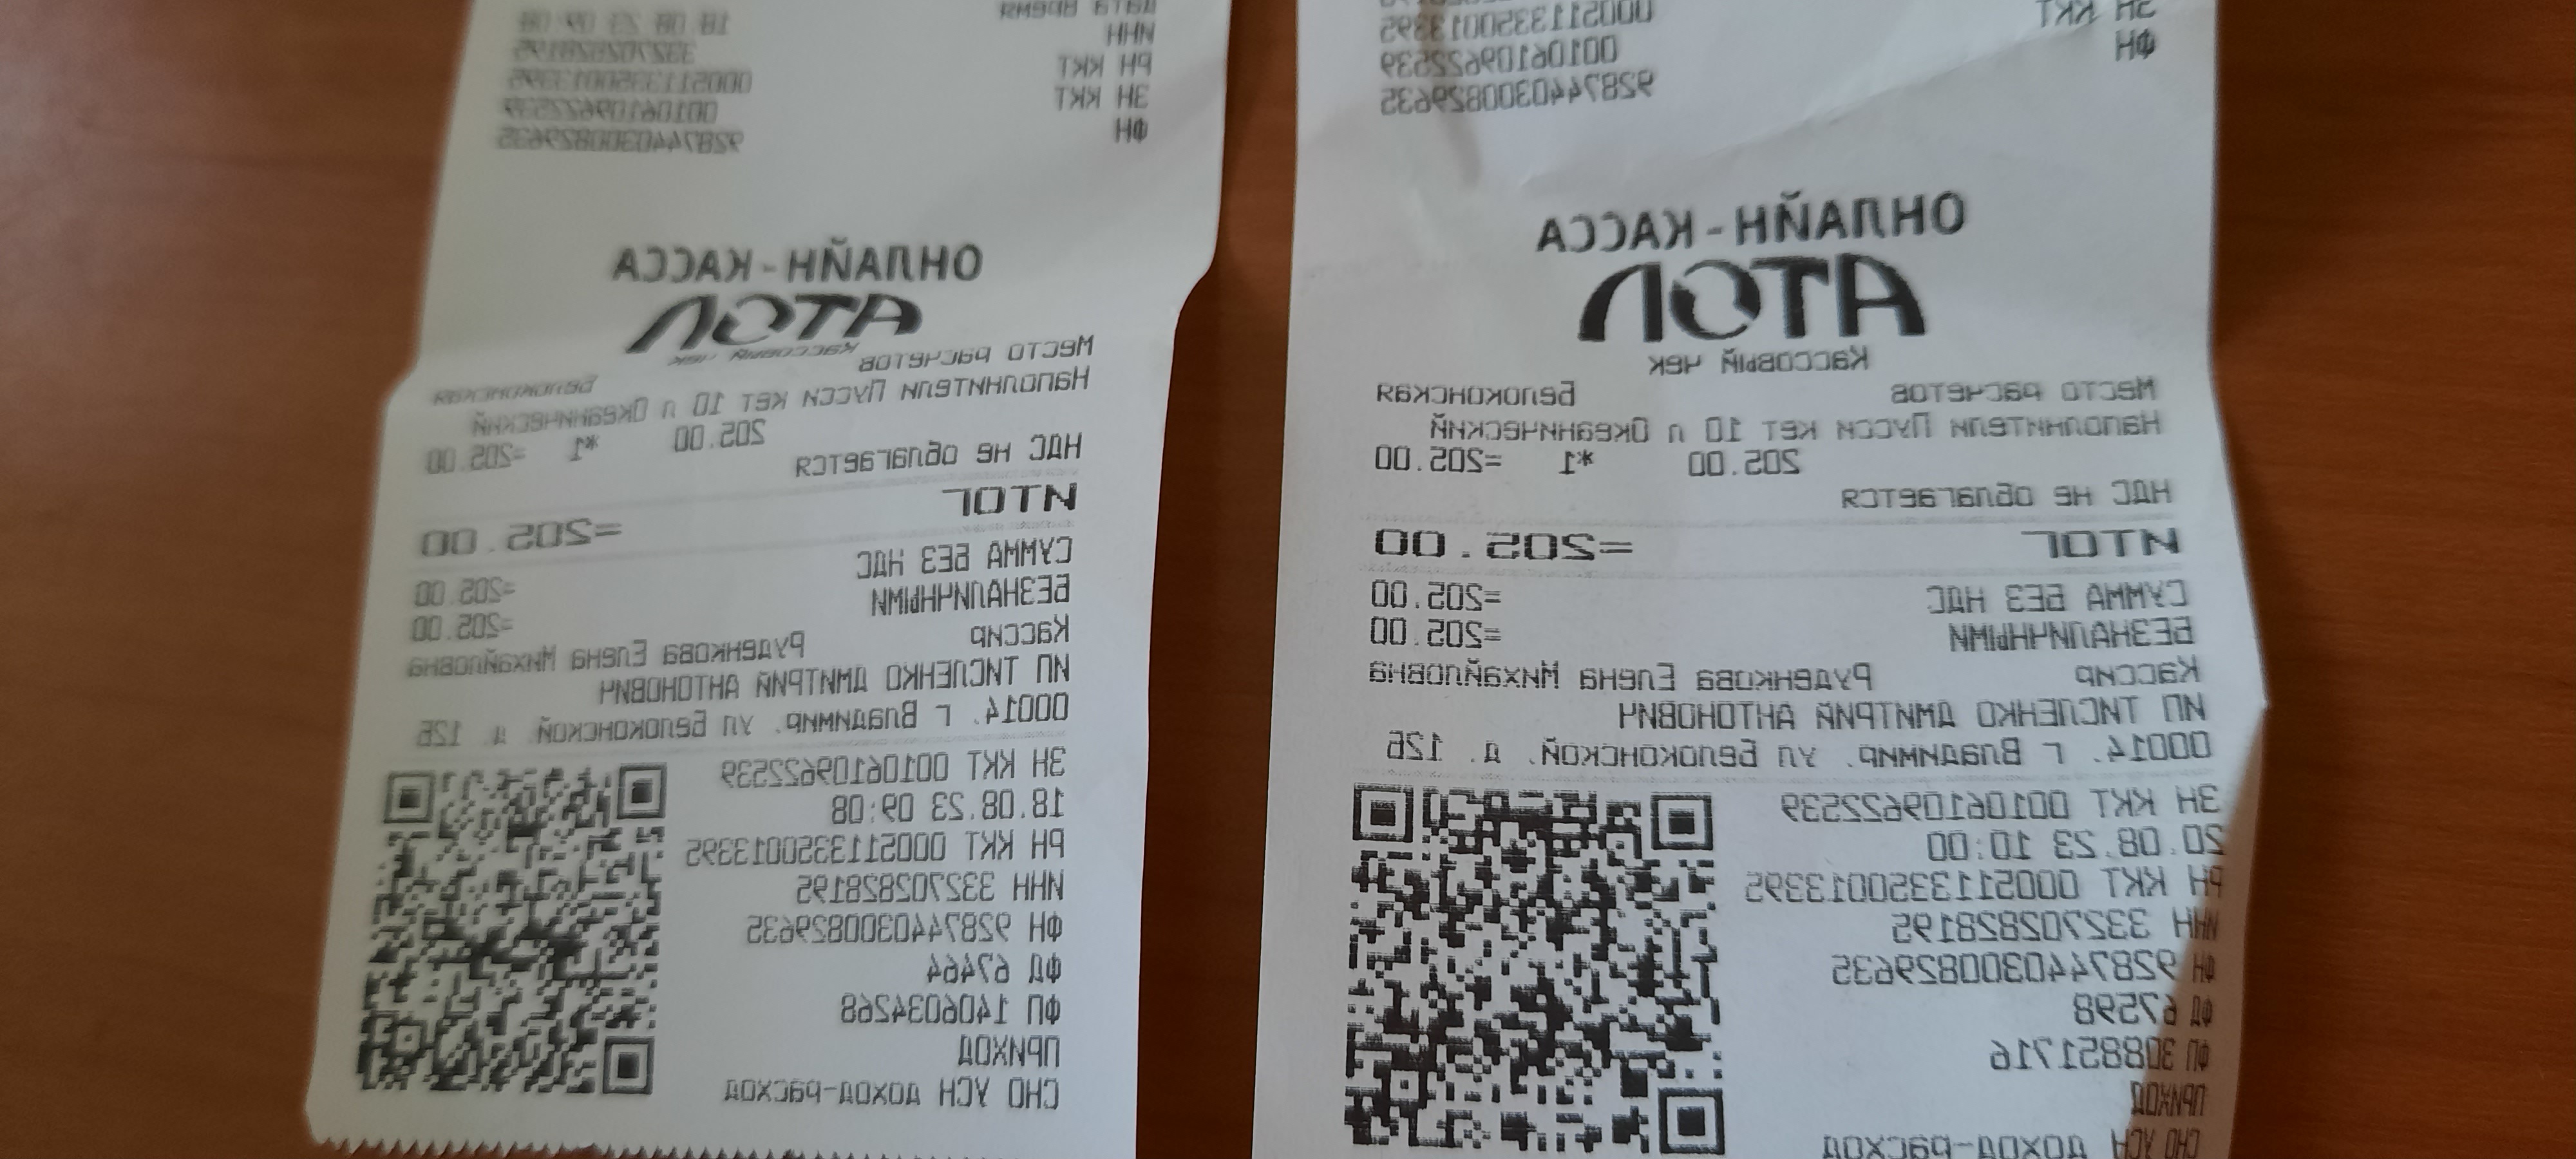 Дата время 18.08.23 09:08
ИНН 332702828195
РН ККТ 0005113350013395
ЗН ККТ 00106109622539
ФН 9287440300829635
ОНЛАЙН-КАССА
АТОЛ
Кассовый чек
Место расчетов Белоконская
Наполнители Пусси кет 10 л Океанический
205.00 *1 =205.00
НДС не облагается
ИТОГ =205.00
СУММА БЕЗ НДС =205.00
БЕЗНАЛИЧНЫМИ =205.00
Кассир Руденкова Елена Михайловна
ИП ТИСЛЕНКО ДМИТРИЙ АНТОНОВИЧ
00014, г Владимир, ул Белоконской, д. 12Б
ЗН ККТ 00106109622539
18.08.23 09:08
РН ККТ 0005113350013395
ИНН 332702828195
ФН 9287440300829635
ФД 67464
ФП 1406034268
ПРИХОД
СНО УСН доход-расход
РН ККТ 0005113350013395
ЗН ККТ 00106109622539
ФН 9287440300829635
ОНЛАЙН-КАССА
АТОЛ
Кассовый чек
Место расчетов Белоконская
Наполнители Пусси кет 10 л Океанический
205.00 *1 =205.00
НДС не облагается
ИТОГ =205.00
СУММА БЕЗ НДС =205.00
БЕЗНАЛИЧНЫМИ =205.00
Кассир Руденкова Елена Михайловна
ИП ТИСЛЕНКО ДМИТРИЙ АНТОНОВИЧ
00014, г Владимир, ул Белоконской, д. 12Б
ЗН ККТ 00106109622539
20.08.23 10:00
РН ККТ 0005113350013395
ИНН 332702828195
ФН 9287440300829635
ФД 67598
ФП 308851716
ПРИХОД
СНО УСН доход-расход